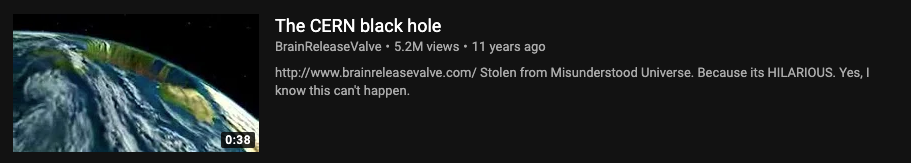 The CERN black hole
BrainReleaseValve • 5.2M views • 11 years ago
http://www.brainreleasevalve.com/ Stolen from Misunderstood Universe. Because its HILARIOUS. Yes, I
know this can't happen.
0:38